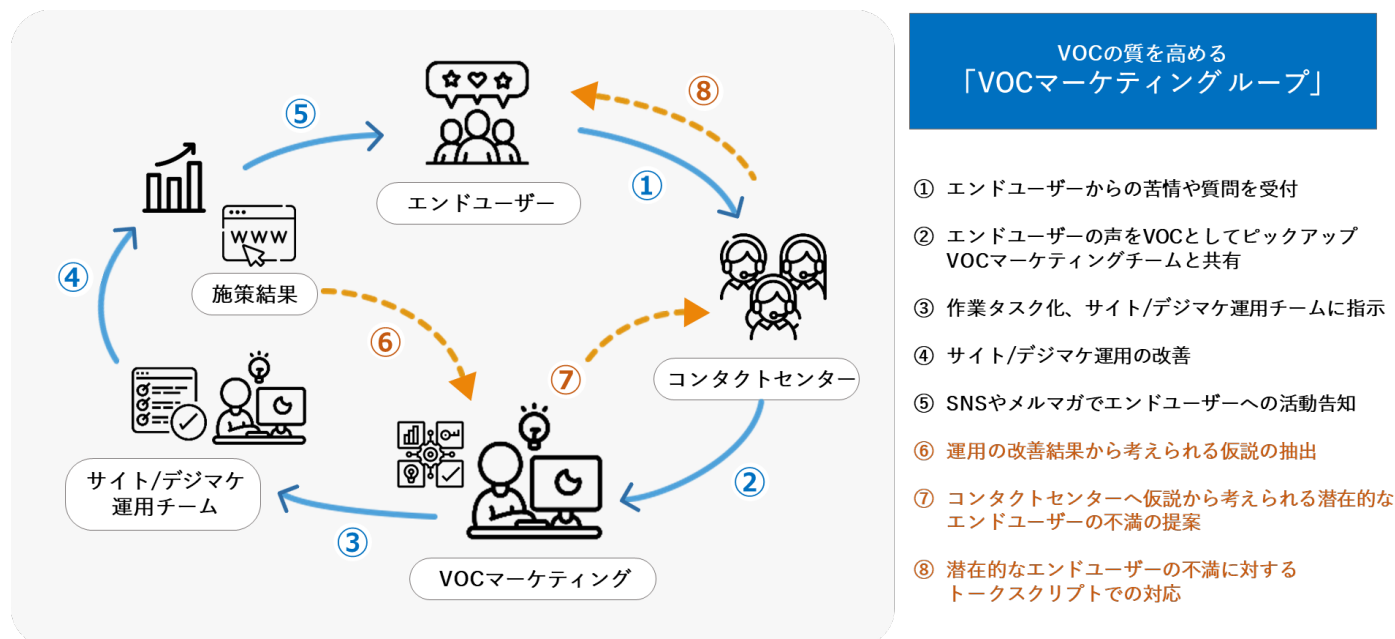 ⑤
⑧
①
エンドユーザー
WWW
④
施策結果
⑥
⑦
コンタクトセンター
サイト/デジマケ
運用チーム
②
③
VOCマーケティング
VOCの質を高める
「VOCマーケティング ループ」
① エンドユーザーからの苦情や質問を受付
② エンドユーザーの声をVOCとしてピックアップ
VOCマーケティングチームと共有
③ 作業タスク化、サイト/デジマケ運用チームに指示
④ サイト/デジマケ運用の改善
⑤ SNSやメルマガでエンドユーザーへの活動告知
⑥ 運用の改善結果から考えられる仮説の抽出
⑦ コンタクトセンターへ仮説から考えられる潜在的な
エンドユーザーの不満の提案
⑧ 潜在的なエンドユーザーの不満に対する
トークスクリプトでの対応